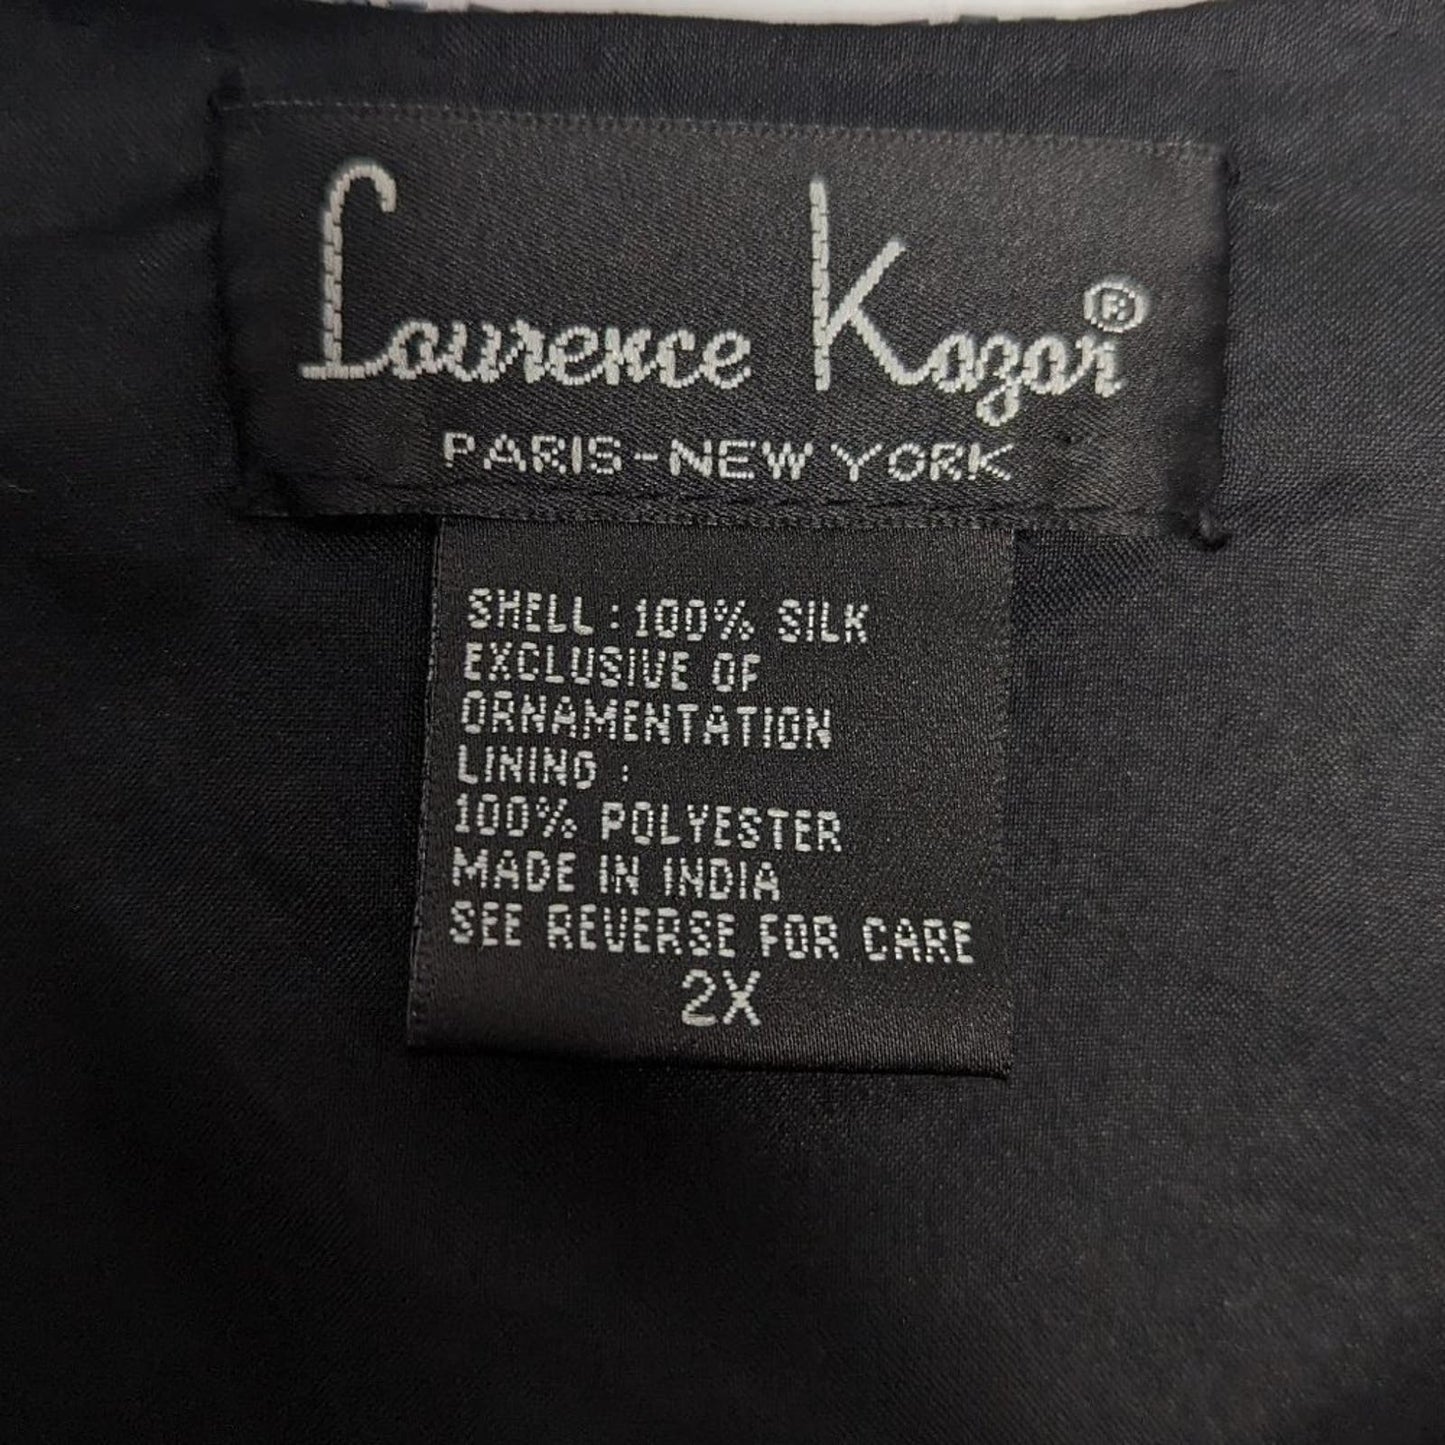 Laurence Kazar®
PARIS-NEW YORK
SHELL : 100% SILK
EXCLUSIVE OF
ORNAMENTATION
LINING :
100% POLYESTER
MADE IN INDIA
SEE REVERSE FOR CARE
2X